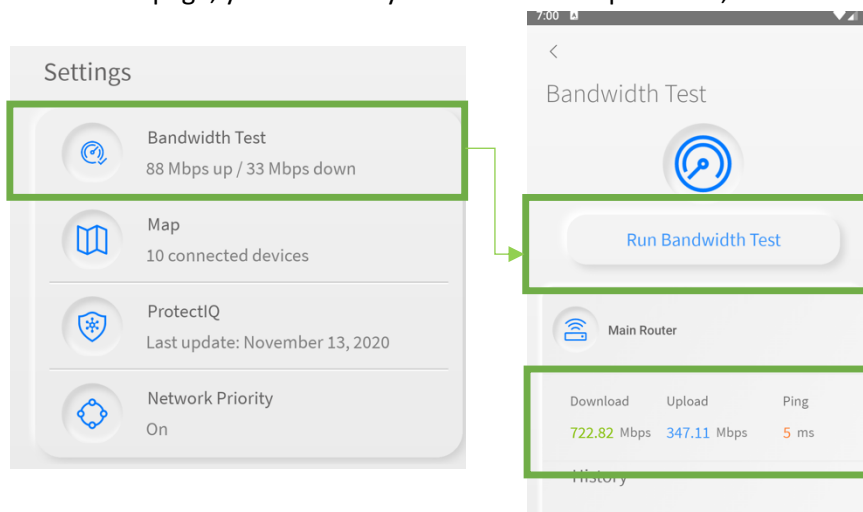 Settings
Bandwidth Test
88 Mbps up / 33 Mbps down
Map
10 connected devices
ProtectIQ
Last update: November 13, 2020
Network Priority
On
7:00
Bandwidth Test
Run Bandwidth Test
Main Router
Download Upload Ping
722.82 Mbps 347.11 Mbps 5 ms
History